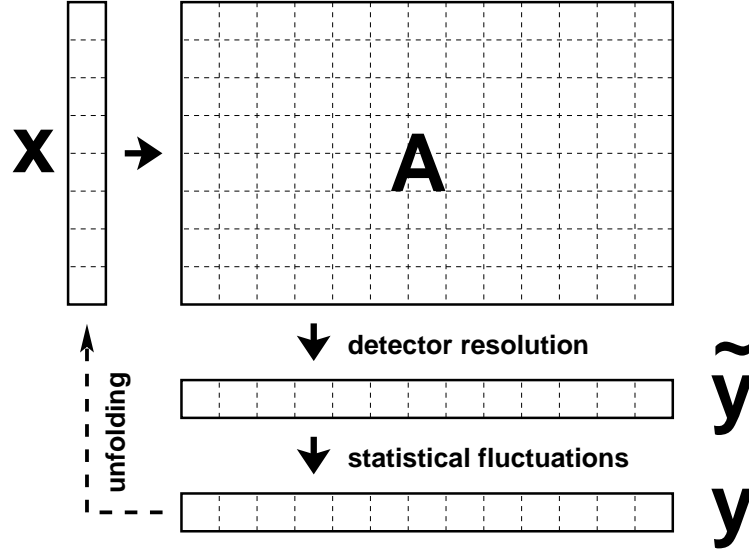 x
A
detector resolution
ỹ
unfolding
statistical fluctuations
y